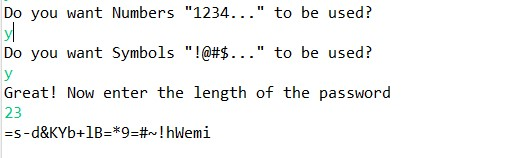 Do you want Numbers "1234..." to be used?
y
Do you want Symbols "!@#$..." to be used?
y
Great! Now enter the length of the password
23
=s-d&KYb+lB=*9=#~!hWemi